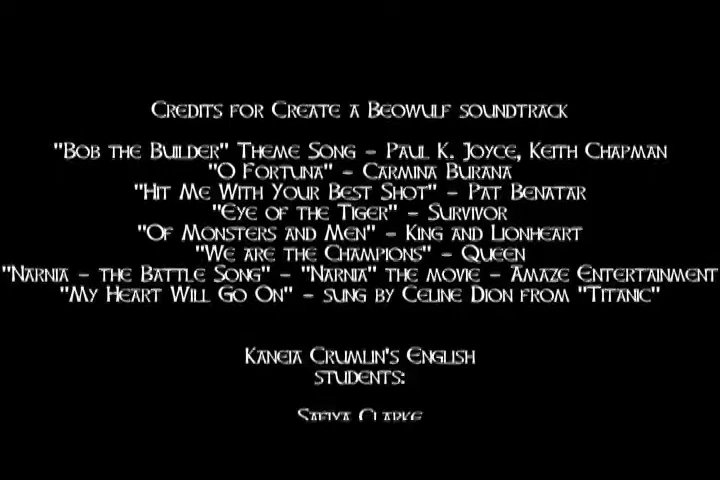 Credits for Create a Beowulf soundtrack
"Bob the Builder" Theme Song - Paul K. Joyce, Keith Chapman
"O Fortuna" - Carmina Burana
"Hit Me With Your Best Shot" - Pat Benatar
"Eye of the Tiger" - Survivor
"Of Monsters and Men" - King and Lionheart
"We are the Champions" - Queen
"Narnia - the Battle Song" - "Narnia" the movie - Amaze Entertainment
"My Heart Will Go On" - sung by Celine Dion from "Titanic"
Kaneia Crumlin's English
students:
Safiya Clarke